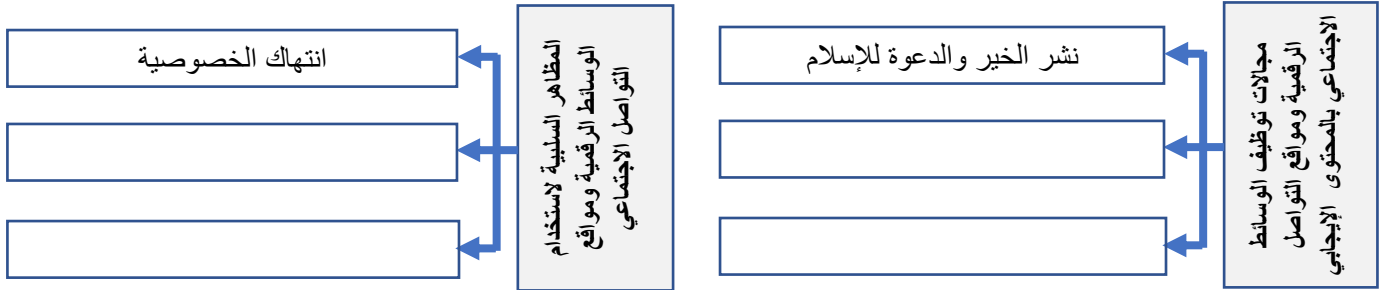 مجالات توظيف الوسائط
الرقمية ومواقع التواصل
الاجتماعي بالمحتوى الإيجابي
نشر الخير والدعوة للإسلام
المظاهر السلبية لاستخدام
الوسائط الرقمية ومواقع
التواصل الاجتماعي
انتهاك الخصوصية